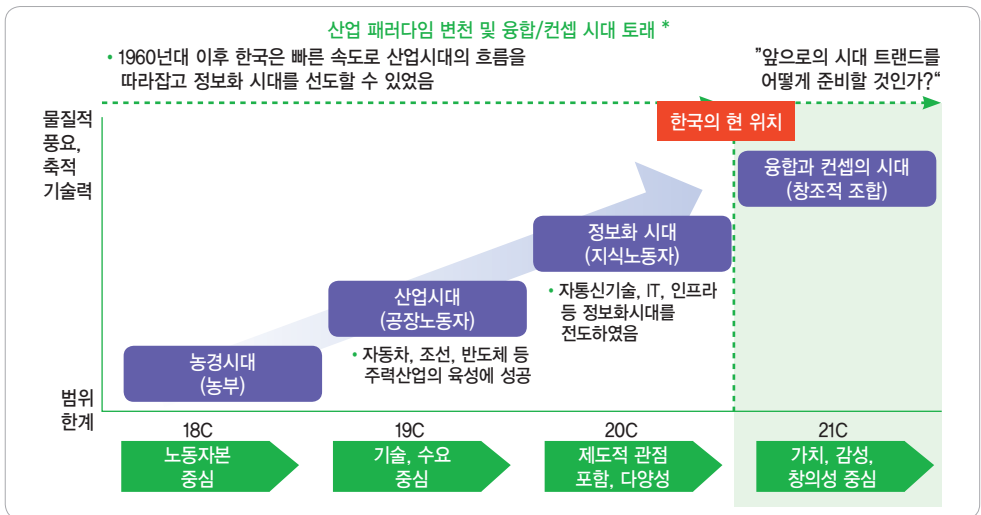 산업 패러다임 변천 및 융합/컨셉 시대 토래 *
• 1960년대 이후 한국은 빠른 속도로 산업시대의 흐름을
따라잡고 정보화 시대를 선도할 수 있었음
"앞으로의 시대 트랜드를
어떻게 준비할 것인가?"
물질적
풍요,
축적
기술력
한국의 현 위치
융합과 컨셉의 시대
(창조적 조합)
정보화 시대
(지식노동자)
• 자통신기술, IT, 인프라
등 정보화시대를
전도하였음
산업시대
(공장노동자)
• 자동차, 조선, 반도체 등
주력산업의 육성에 성공
농경시대
(농부)
범위
한계
18C
19C
20C
21C
노동자본
중심
기술, 수요
중심
제도적 관점
포함, 다양성
가치, 감성,
창의성 중심